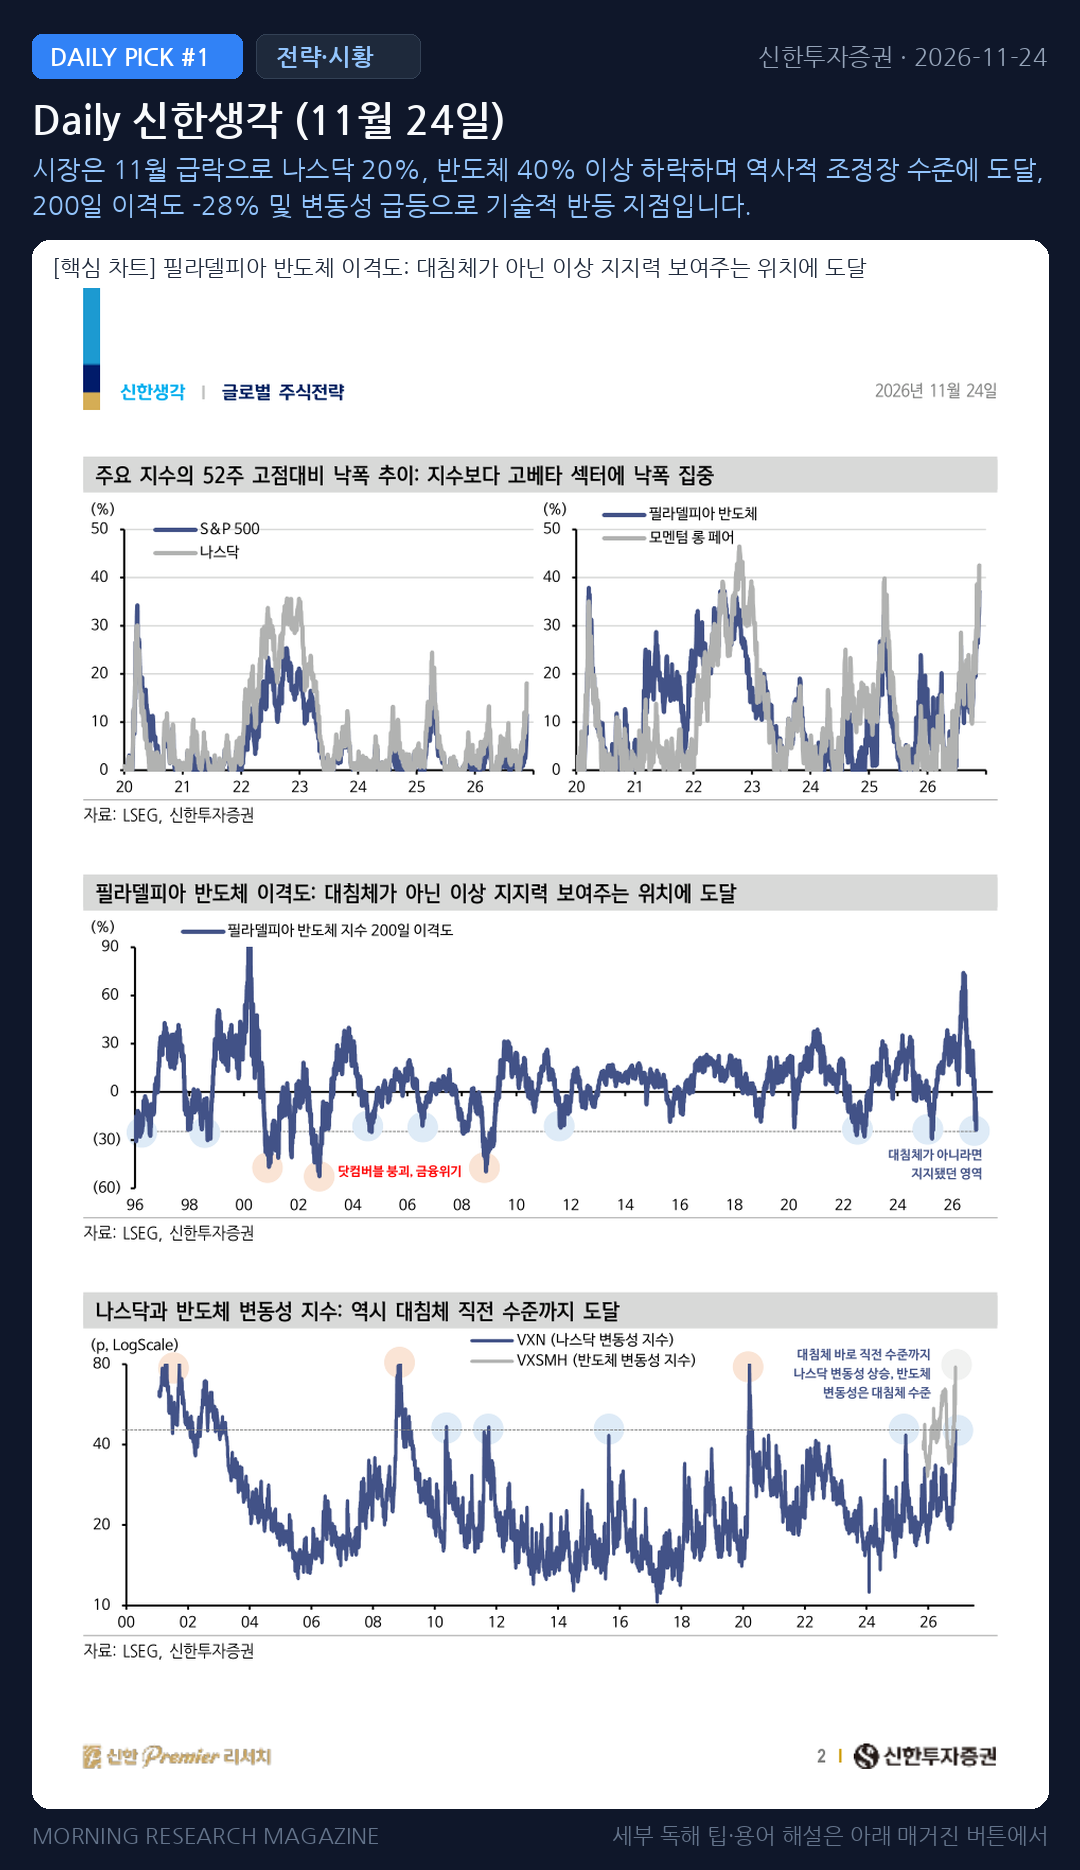 DAILY PICK #1
전략·시황
신한투자증권 · 2026-11-24
Daily 신한생각 (11월 24일)
시장은 11월 급락으로 나스닥 20%, 반도체 40% 이상 하락하며 역사적 조정장 수준에 도달,
200일 이격도 -28% 및 변동성 급등으로 기술적 반등 지점입니다.
[핵심 차트] 필라델피아 반도체 이격도: 대침체가 아닌 이상 지지력 보여주는 위치에 도달
신한생각 | 글로벌 주식전략
2026년 11월 24일
주요 지수의 52주 고점대비 낙폭 추이: 지수보다 고베타 섹터에 낙폭 집중
(%)
50
40
30
20
10
0
S&P 500
나스닥
20 21 22 23 24 25 26
(%)
50
40
30
20
10
0
필라델피아 반도체
모멘텀 롱 페어
20 21 22 23 24 25 26
자료: LSEG, 신한투자증권
필라델피아 반도체 이격도: 대침체가 아닌 이상 지지력 보여주는 위치에 도달
(%)
필라델피아 반도체 지수 200일 이격도
90
60
30
0
(30)
(60)
닷컴버블 붕괴, 금융위기
대침체가 아니라면
지지됐던 영역
96 98 00 02 04 06 08 10 12 14 16 18 20 22 24 26
자료: LSEG, 신한투자증권
나스닥과 반도체 변동성 지수: 역시 대침체 직전 수준까지 도달
(p, LogScale)
VXN (나스닥 변동성 지수)
VXSMH (반도체 변동성 지수)
대침체 바로 직전 수준까지
나스닥 변동성 상승, 반도체
변동성은 대침체 수준
80
40
20
10
00 02 04 06 08 10 12 14 16 18 20 22 24 26
자료: LSEG, 신한투자증권
신한 Premier 리서치
2 | 신한투자증권
MORNING RESEARCH MAGAZINE
세부 독해 팁·용어 해설은 아래 매거진 버튼에서